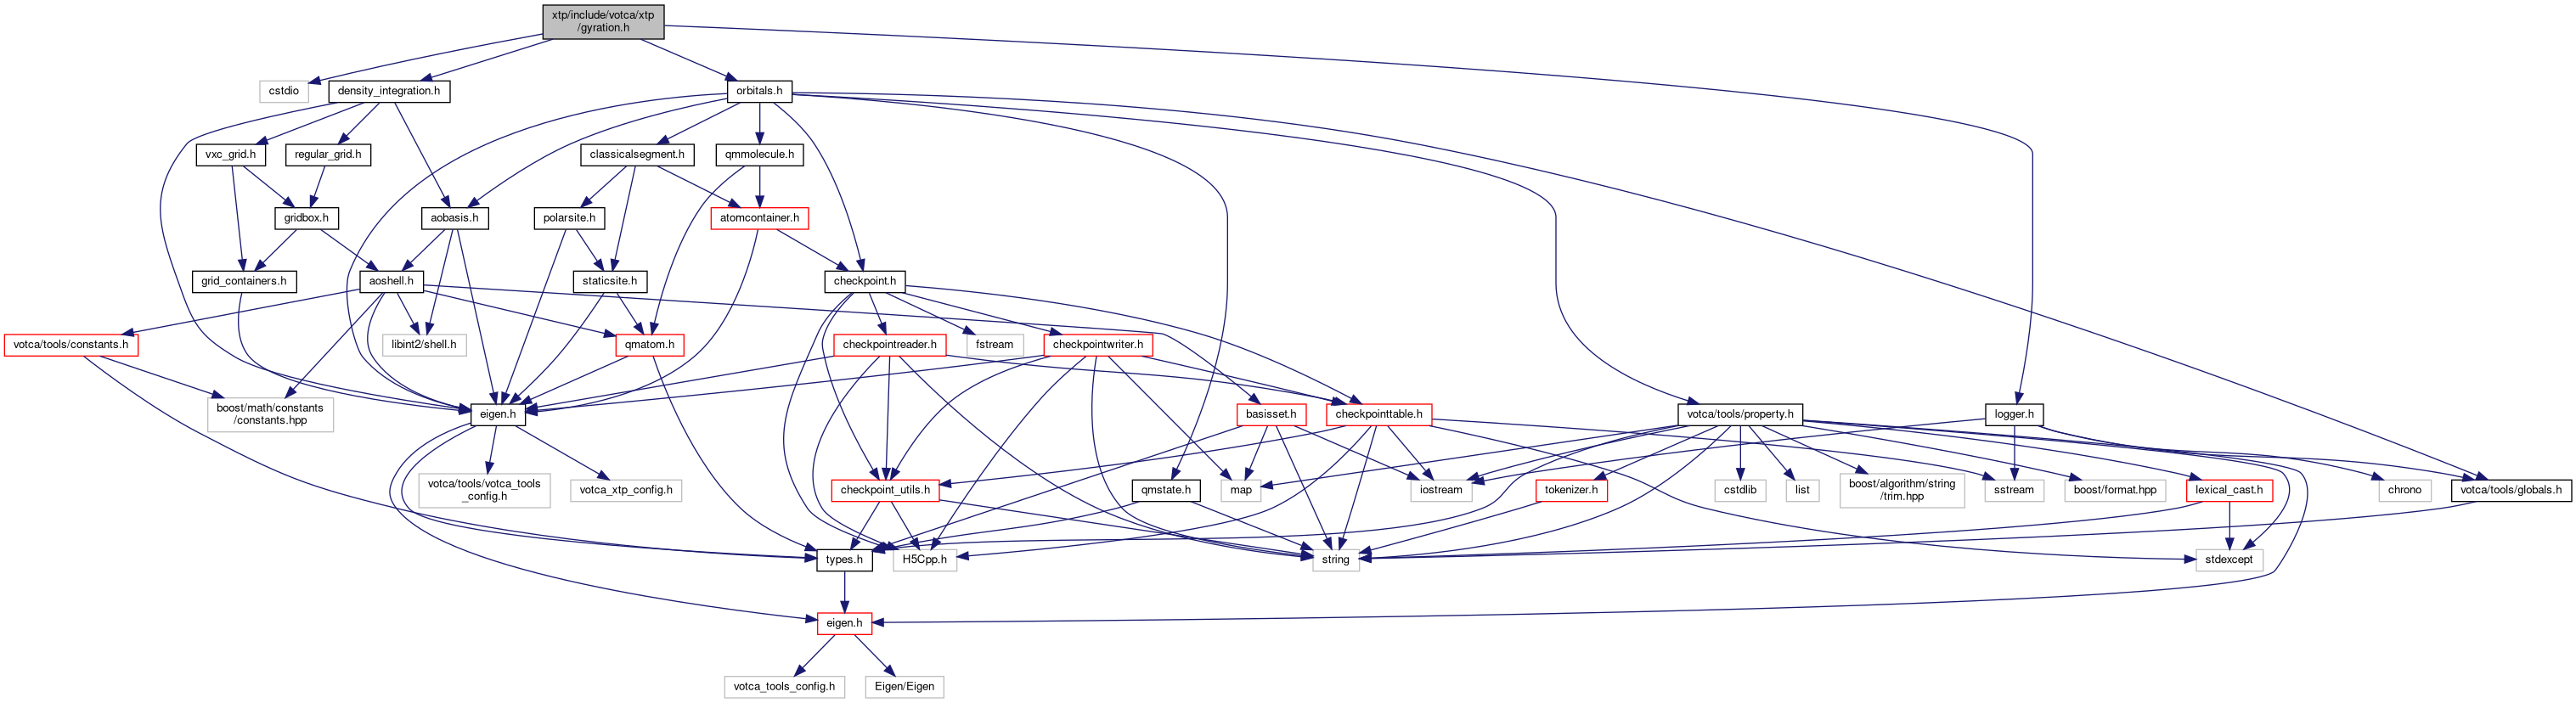 xtp/include/votca/xtp
/gyration.h
cstdio
density_integration.h
orbitals.h
vxc_grid.h
regular_grid.h
classicalsegment.h
qmmolecule.h
gridbox.h
aobasis.h
polarsite.h
atomcontainer.h
grid_containers.h
aoshell.h
staticsite.h
checkpoint.h
votca/tools/constants.h
libint2/shell.h
qmatom.h
checkpointreader.h
fstream
checkpointwriter.h
boost/math/constants
/constants.hpp
eigen.h
basisset.h
checkpointtable.h
votca/tools/property.h
logger.h
votca/tools/votca_tools
_config.h
votca_xtp_config.h
checkpoint_utils.h
qmstate.h
map
iostream
tokenizer.h
cstdlib
list
boost/algorithm/string
/trim.hpp
sstream
boost/format.hpp
lexical_cast.h
chrono
votca/tools/globals.h
types.h
H5Cpp.h
string
stdexcept
eigen.h
votca_tools_config.h
Eigen/Eigen